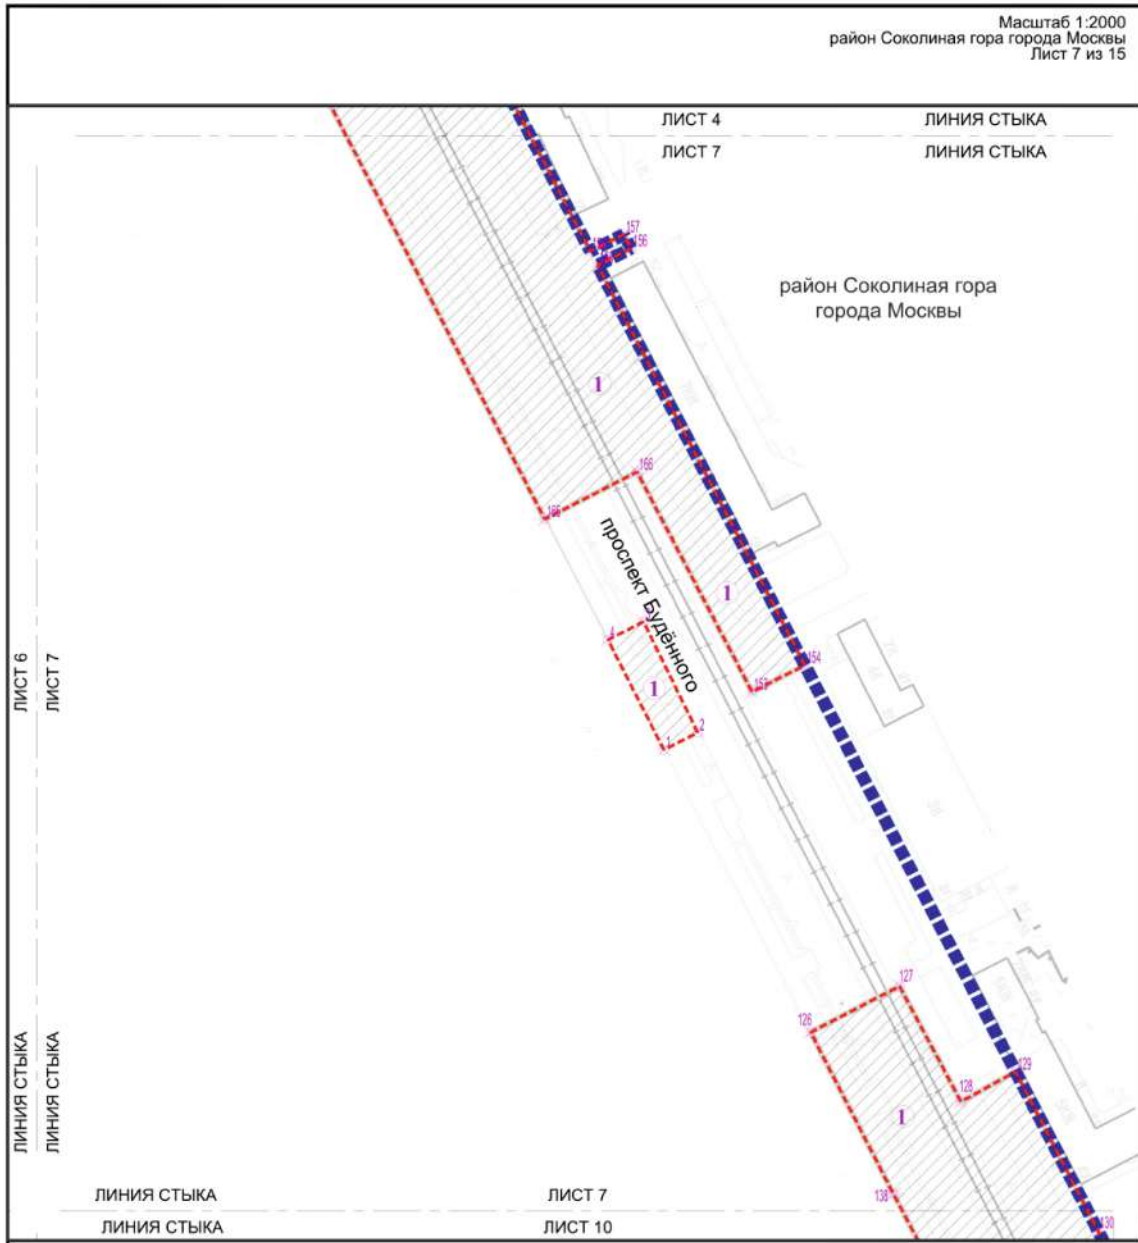 Масштаб 1:2000
район Соколиная гора города Москвы
Лист 7 из 15
ЛИСТ 4
ЛИНИЯ СТЫКА
ЛИСТ 7
ЛИНИЯ СТЫКА
157
156
район Соколиная гора
города Москвы
1
166
165
проспект Будённого
1
4
1
154
153
2
1
ЛИСТ 6
ЛИСТ 7
127
126
129
128
1
ЛИНИЯ СТЫКА
ЛИНИЯ СТЫКА
138
130
ЛИНИЯ СТЫКА
ЛИСТ 7
ЛИНИЯ СТЫКА
ЛИСТ 10